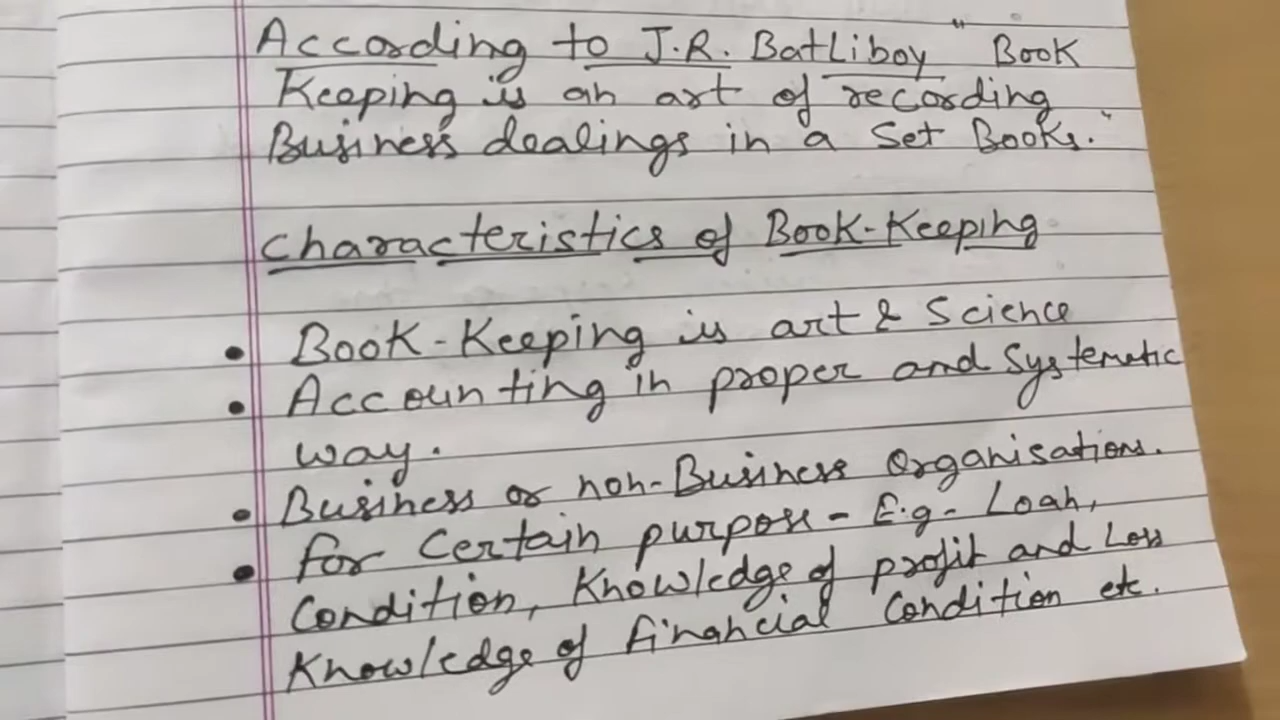 According to J.R. Batliboy "Book
Keeping is an art of recording
Business dealings in a Set Books."
Characteristics of Book-Keeping
• Book-Keeping is art & Science
• Accounting in proper and Systematic
way.
• Business or non-Business Organisations.
• for Certain purpose - E.g. Loan,
Condition, Knowledge of profit and Loss
Knowledge of financial Condition etc.